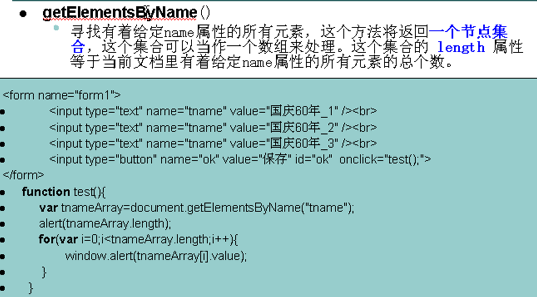 ● getElementsByName()
● 寻找有着给定name属性的所有元素，这个方法将返回一个节点集
合，这个集合可以当作一个数组来处理。这个集合的 length 属性
等于当前文档里有着给定name属性的所有元素的总个数。
<form name="form1">
● <input type="text" name="tname" value="国庆60年_1" /><br>
● <input type="text" name="tname" value="国庆60年_2" /><br>
● <input type="text" name="tname" value="国庆60年_3" /><br>
● <input type="button" name="ok" value="保存" id="ok"  onclick="test();">
</form>
● function test(){
● var tnameArray=document.getElementsByName("tname");
● alert(tnameArray.length);
● for(var i=0;i<tnameArray.length;i++){
● window.alert(tnameArray[i].value);
● }
● }